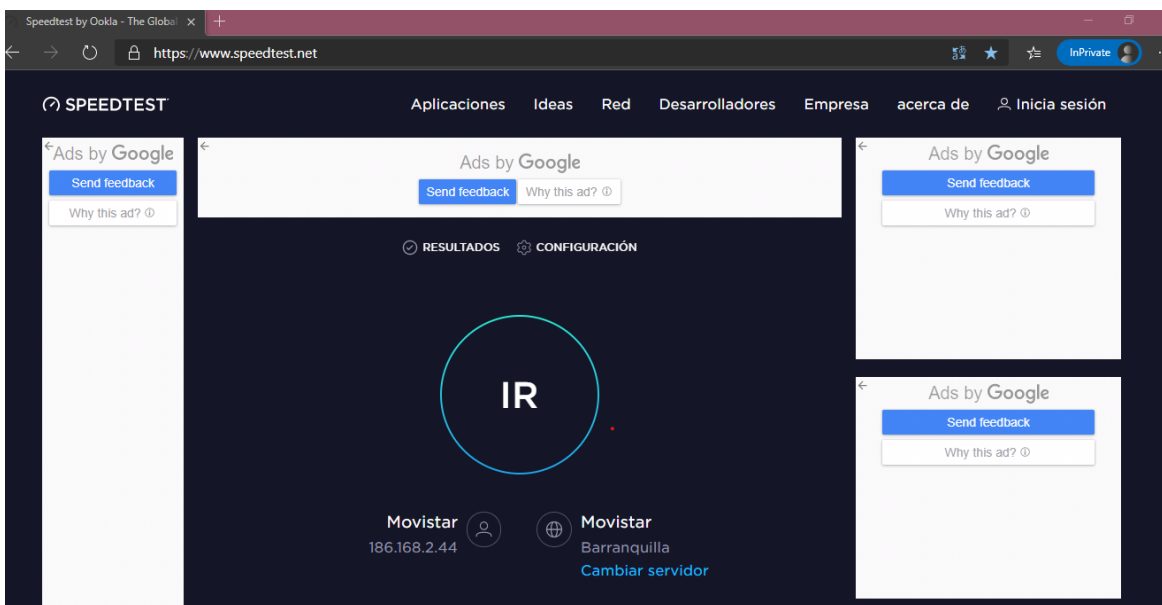 Speedtest by Ookla - The Global
https://www.speedtest.net
InPrivate
SPEEDTEST
Aplicaciones Ideas Red Desarrolladores Empresa acerca de Inicia sesión
Ads by Google
Send feedback
Why this ad?
Ads by Google
Send feedback Why this ad?
Ads by Google
Send feedback
Why this ad?
RESULTADOS CONFIGURACIÓN
IR
Ads by Google
Send feedback
Why this ad?
Movistar
186.168.2.44
Movistar
Barranquilla
Cambiar servidor